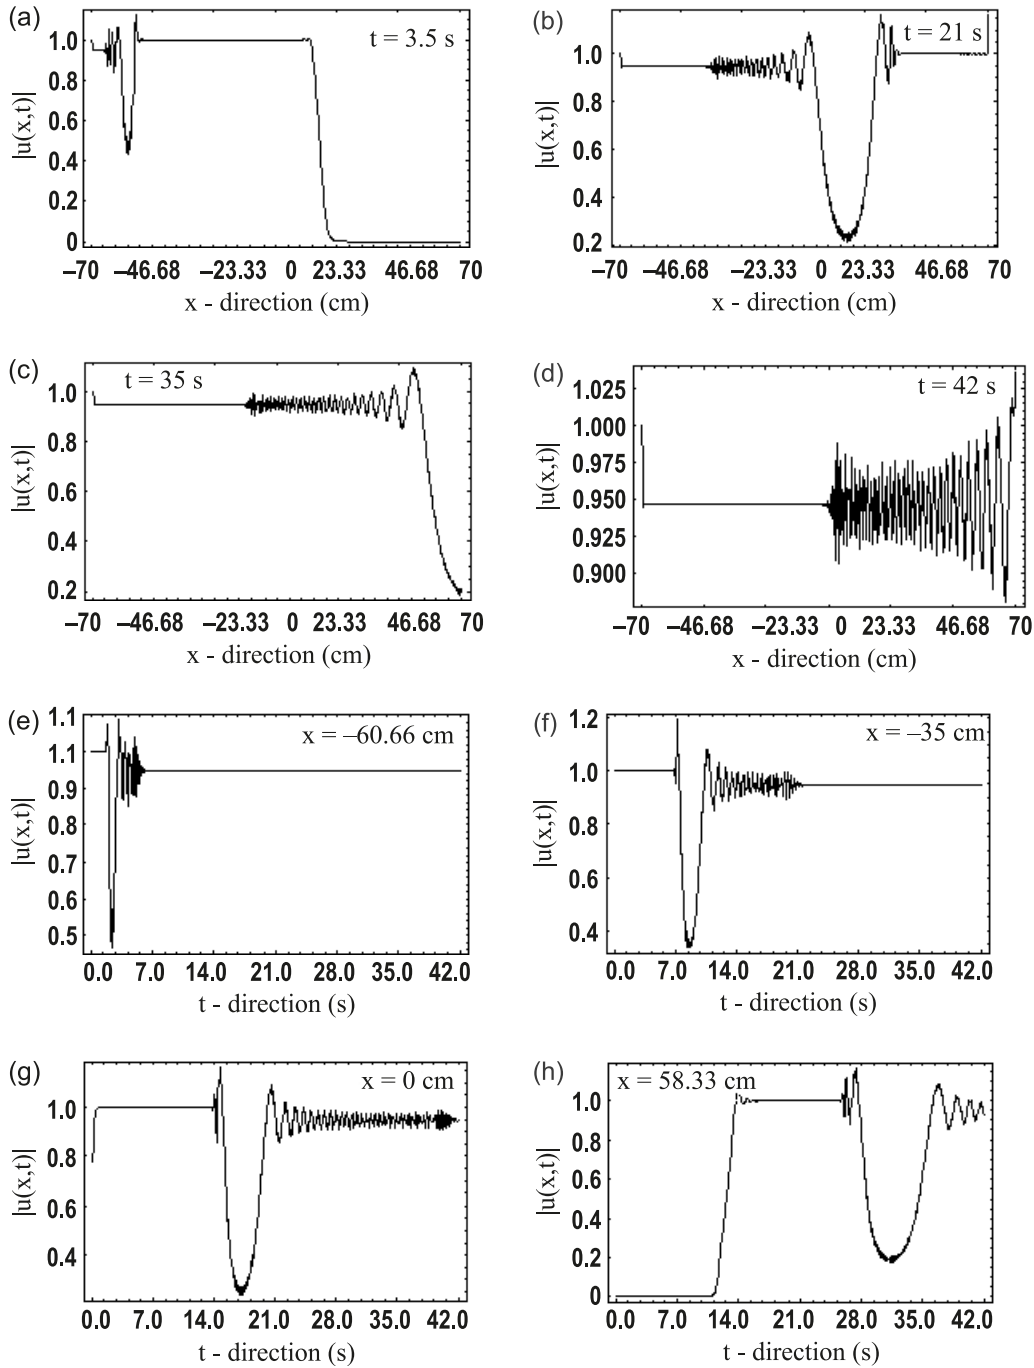 (a)
t = 3.5 s
|u(x,t)|
1.0
0.8
0.6
0.4
0.2
0
−70 −46.68 −23.33 0 23.33 46.68 70
x - direction (cm)
(b)
t = 21 s
|u(x,t)|
1.0
0.8
0.6
0.4
0.2
−70 −46.68 −23.33 0 23.33 46.68 70
x - direction (cm)
(c)
t = 35 s
|u(x,t)|
1.0
0.8
0.6
0.4
0.2
−70 −46.68 −23.33 0 23.33 46.68 70
x - direction (cm)
(d)
t = 42 s
|u(x,t)|
1.025
1.000
0.975
0.950
0.925
0.900
−70 −46.68 −23.33 0 23.33 46.68 70
x - direction (cm)
(e)
x = −60.66 cm
|u(x,t)|
1.1
1.1
0.9
0.9
0.7
0.6
0.5
0.0 7.0 14.0 21.0 28.0 35.0 42.0
t - direction (s)
(f)
x = −35 cm
|u(x,t)|
1.2
1.0
0.8
0.6
0.4
0.0 7.0 14.0 21.0 28.0 35.0 42.0
t - direction (s)
(g)
x = 0 cm
|u(x,t)|
1.0
0.8
0.6
0.4
0.0 7.0 14.0 21.0 28.0 35.0 42.0
t - direction (s)
(h)
x = 58.33 cm
|u(x,t)|
1.0
0.8
0.6
0.4
0.2
0
0.0 7.0 14.0 21.0 28.0 35.0 42.0
t - direction (s)